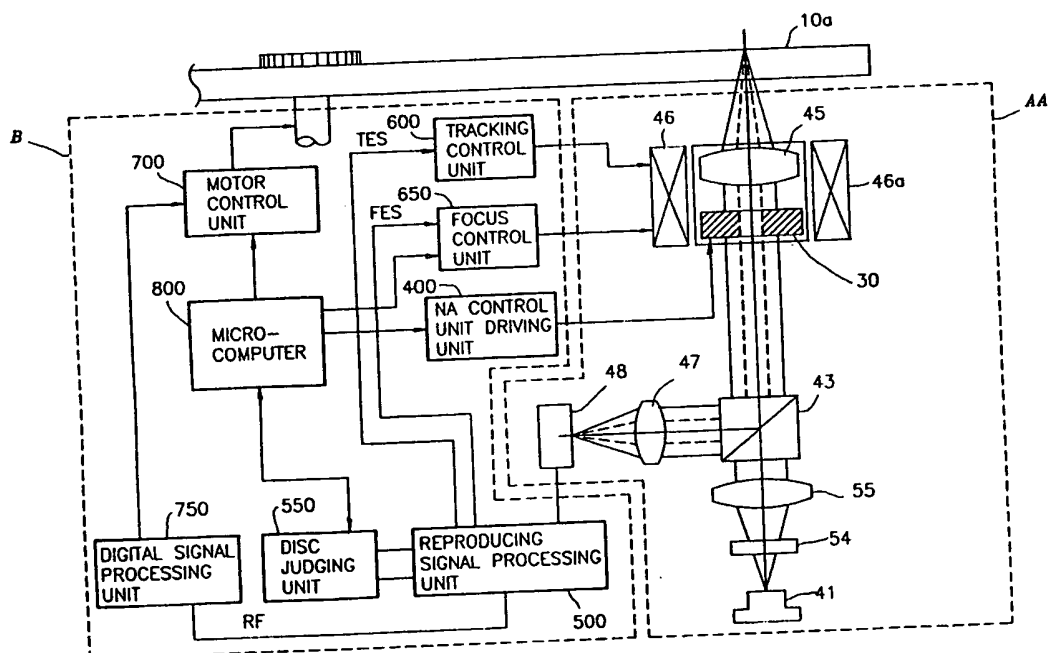 10a
B
AA
600
TRACKING
CONTROL
UNIT
TES
46
45
700
MOTOR
CONTROL
UNIT
650
FES
FOCUS
CONTROL
UNIT
46a
30
800
MICRO-
COMPUTER
400
NA CONTROL
UNIT DRIVING
UNIT
48
47
43
55
750
DIGITAL SIGNAL
PROCESSING
UNIT
550
DISC
JUDGING
UNIT
REPRODUCING
SIGNAL PROCESSING
UNIT
54
41
RF
500